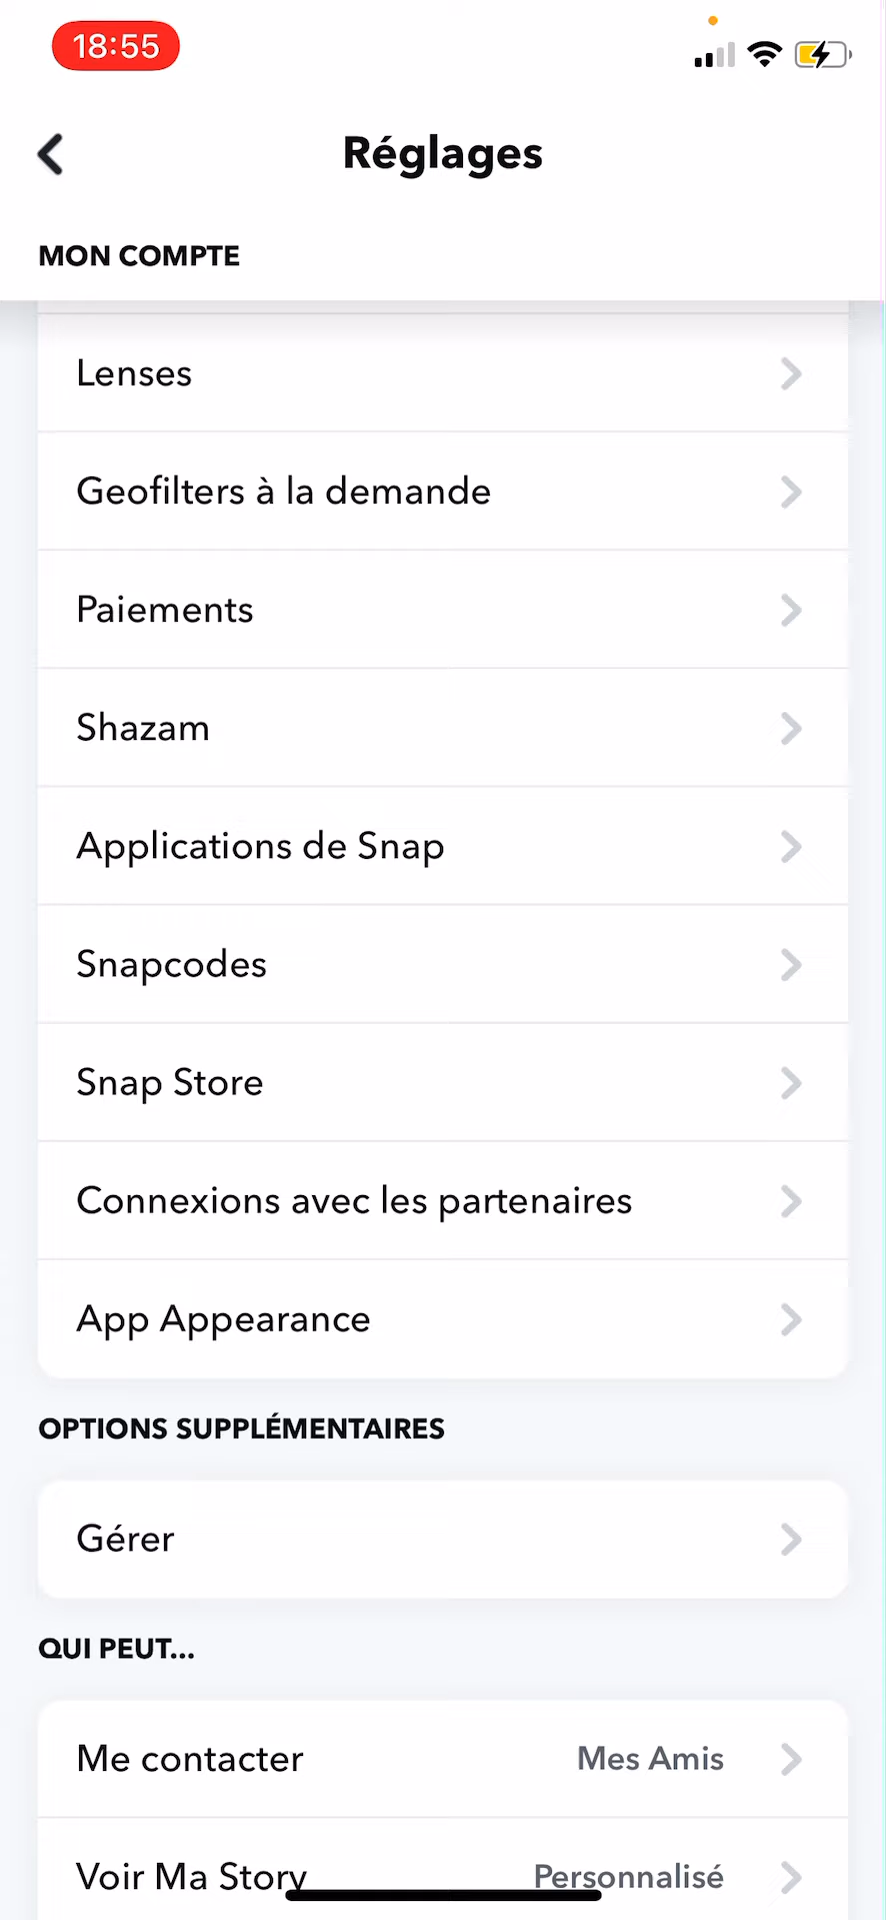 18:55
Réglages
MON COMPTE
Lenses
Geofilters à la demande
Paiements
Shazam
Applications de Snap
Snapcodes
Snap Store
Connexions avec les partenaires
App Appearance
OPTIONS SUPPLÉMENTAIRES
Gérer
QUI PEUT...
Me contacter Mes Amis
Voir Ma Story Personnalisé